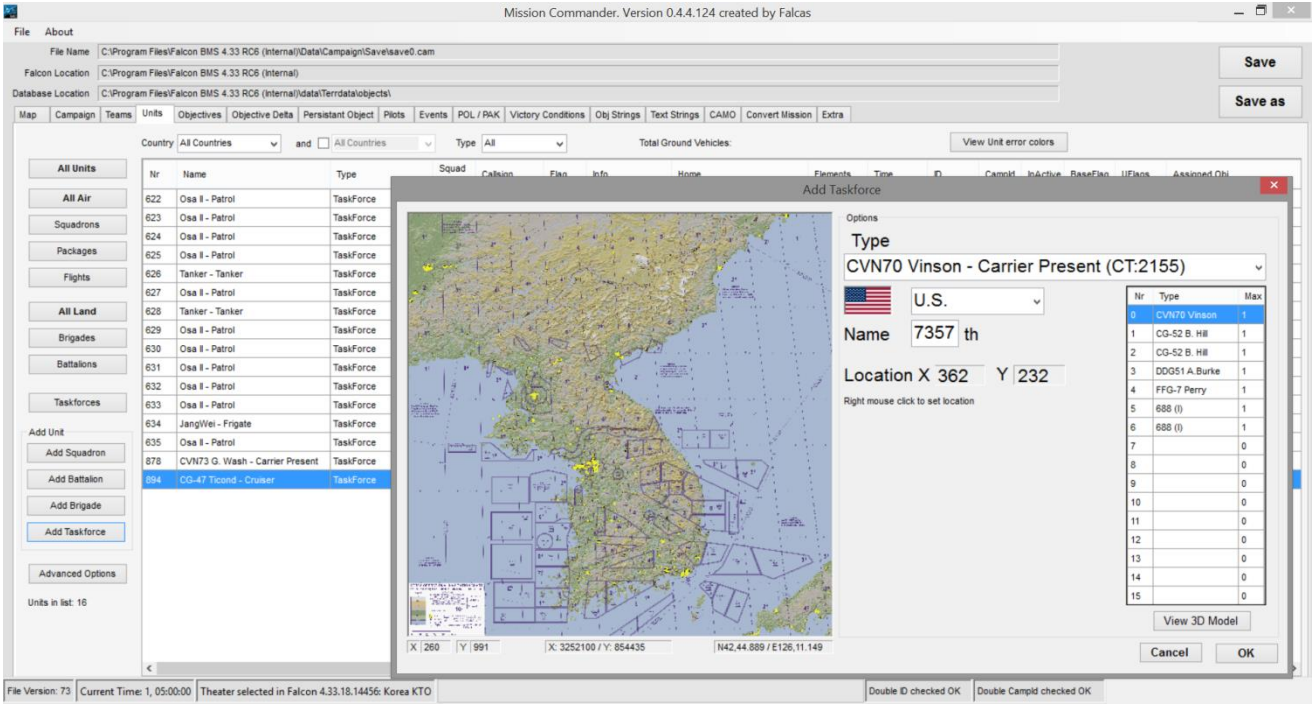 Mission Commander. Version 0.4.4.124 created by Falcas
File About
File Name C:\Program Files\Falcon BMS 4.33 RC6 (Internal)\Data\Campaign\Save\save0.cam
Falcon Location C:\Program Files\Falcon BMS 4.33 RC6 (Internal)
Database Location C:\Program Files\Falcon BMS 4.33 RC6 (Internal)\data\Terrdata\objects\
Save
Save as
Map Campaign Teams Units Objectives Objective Delta Persistant Object Pilots Events POL / PAK Victory Conditions Obj Strings Text Strings CAMO Convert Mission Extra
Country All Countries and All Countries Type All Total Ground Vehicles: View Unit error colors
All Units
All Air
Squadrons
Packages
Flights
All Land
Brigades
Battalions
Taskforces
Add Unit
Add Squadron
Add Battalion
Add Brigade
Add Taskforce
Advanced Options
Units in list: 16
Nr Name Type Squad Callsign Flag Info Home Elements Time ID CampId InActive BaseFlag UFlags Assigned Obj
622 Osa II - Patrol TaskForce
623 Osa II - Patrol TaskForce
624 Osa II - Patrol TaskForce
625 Osa II - Patrol TaskForce
626 Tanker - Tanker TaskForce
627 Osa II - Patrol TaskForce
628 Tanker - Tanker TaskForce
629 Osa II - Patrol TaskForce
630 Osa II - Patrol TaskForce
631 Osa II - Patrol TaskForce
632 Osa II - Patrol TaskForce
633 Osa II - Patrol TaskForce
634 JangWei - Frigate TaskForce
635 Osa II - Patrol TaskForce
878 CVN73 G. Wash - Carrier Present TaskForce
894 CG-47 Ticond - Cruiser TaskForce
Add Taskforce
Options
Type
CVN70 Vinson - Carrier Present (CT:2155)
U.S.
Name 7357 th
Location X 362 Y 232
Right mouse click to set location
Nr Type Max
0 CVN70 Vinson 1
1 CG-52 B. Hill 1
2 CG-52 B. Hill 1
3 DDG51 A.Burke 1
4 FFG-7 Perry 1
5 688 (I) 1
6 688 (I) 1
7 0
8 0
9 0
10 0
11 0
12 0
13 0
14 0
15 0
View 3D Model
Cancel OK
X 260 Y 991 X: 3252100 / Y: 854435 N42,44.889 / E126,11.149
File Version: 73 Current Time: 1, 05:00:00 Theater selected in Falcon 4.33.18.14456: Korea KTO Double ID checked OK Double CampId checked OK